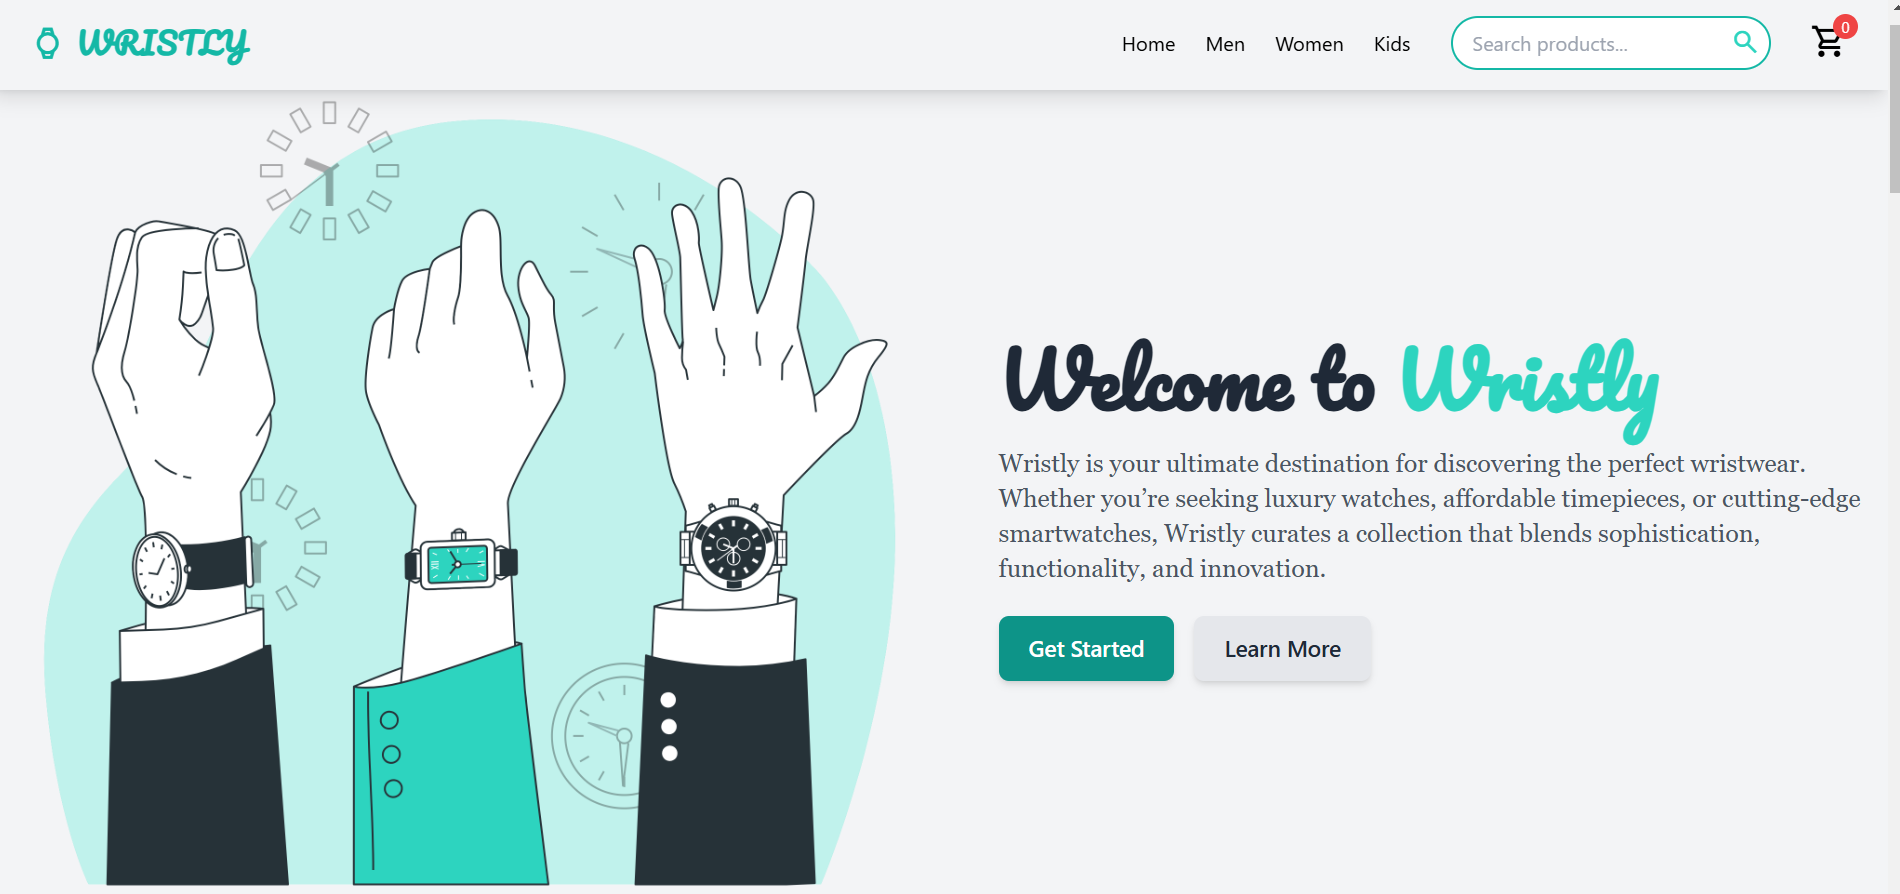 WRISTLY
Home Men Women Kids
Search products...
0
Welcome to Wristly
Wristly is your ultimate destination for discovering the perfect wristwear.
Whether you’re seeking luxury watches, affordable timepieces, or cutting-edge
smartwatches, Wristly curates a collection that blends sophistication,
functionality, and innovation.
Get Started
Learn More